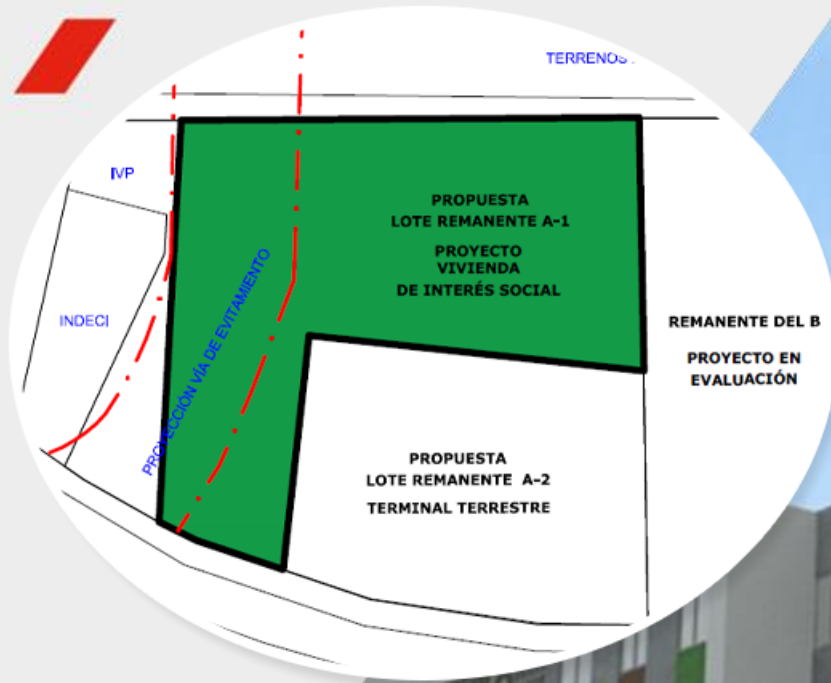 TERRENOS
IVP
PROPUESTA
LOTE REMANENTE A-1
PROYECTO
VIVIENDA
DE INTERÉS SOCIAL
PROYECCIÓN VÍA DE EVITAMIENTO
INDECI
REMANENTE DEL B
PROYECTO EN
EVALUACIÓN
PROPUESTA
LOTE REMANENTE A-2
TERMINAL TERRESTRE